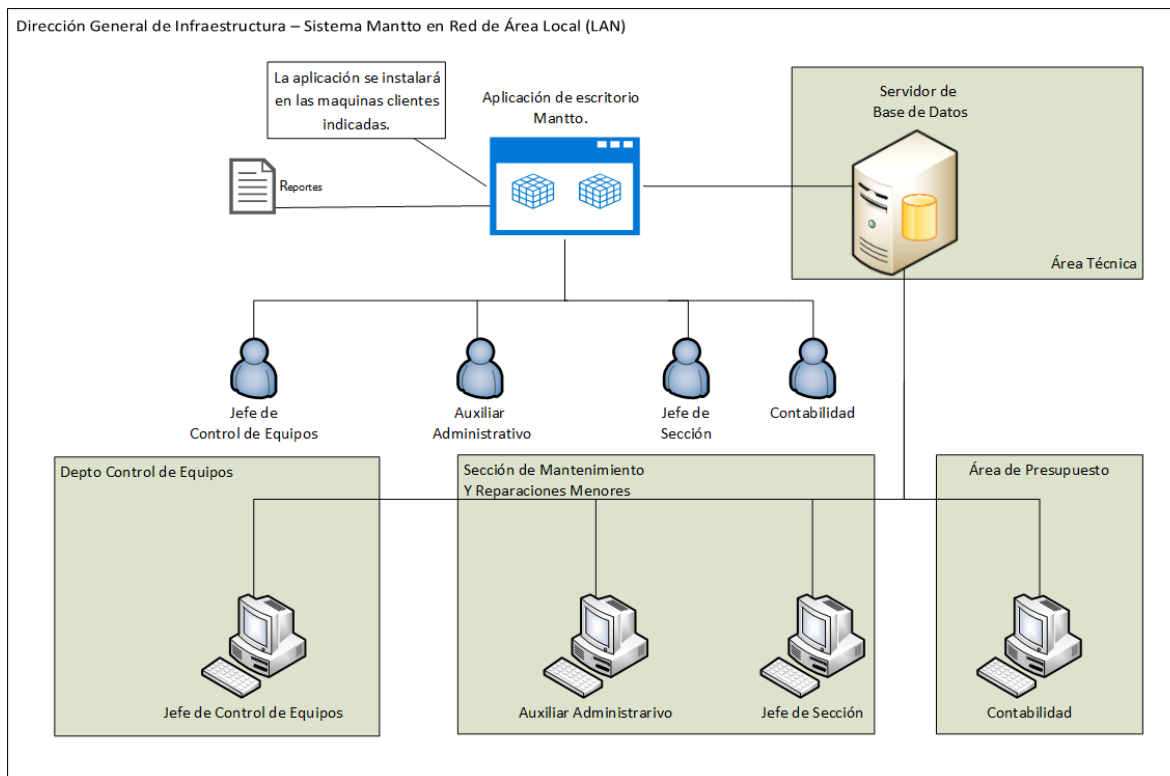 Dirección General de Infraestructura – Sistema Mantto en Red de Área Local (LAN)
La aplicación se instalará
en las maquinas clientes
indicadas.
Aplicación de escritorio
Mantto.
Servidor de
Base de Datos
Reportes
Área Técnica
Jefe de
Control de Equipos
Auxiliar
Administrativo
Jefe de
Sección
Contabilidad
Depto Control de Equipos
Sección de Mantenimiento
Y Reparaciones Menores
Área de Presupuesto
Jefe de Control de Equipos
Auxiliar Administrarivo
Jefe de Sección
Contabilidad